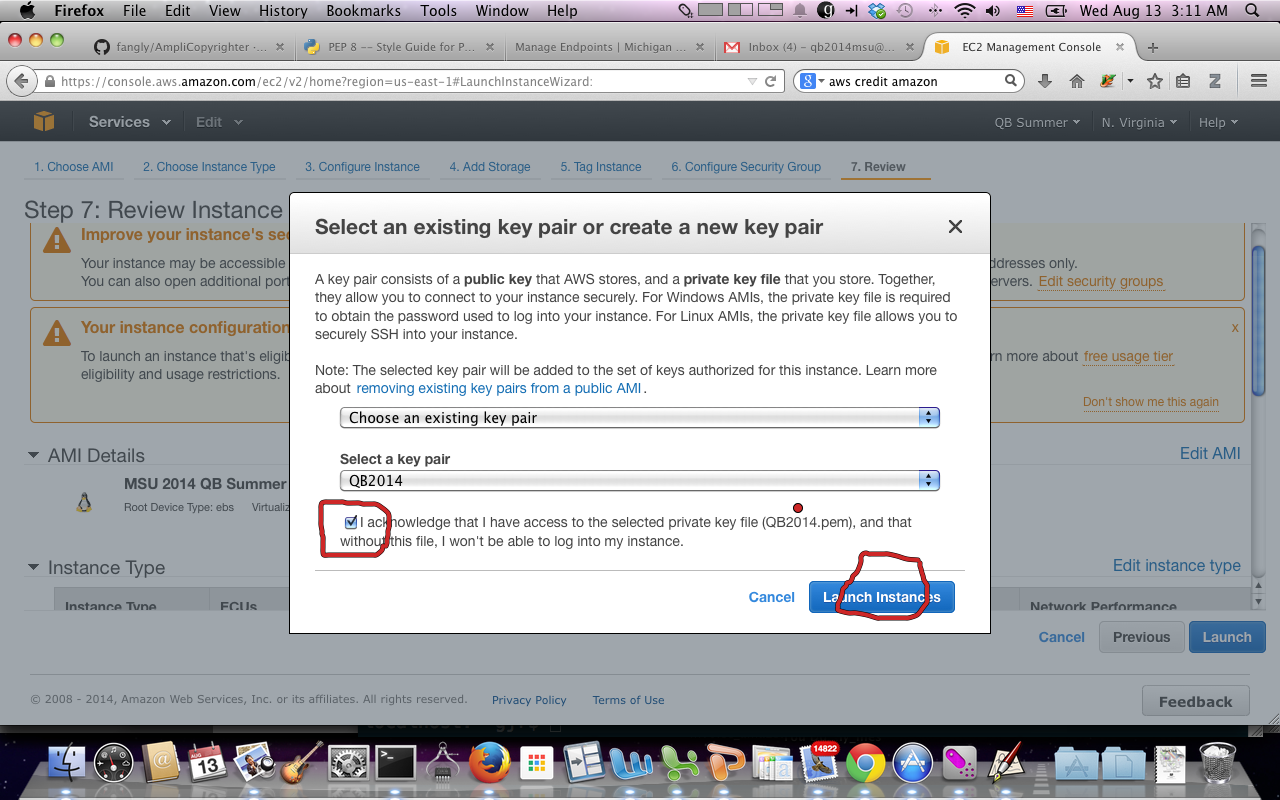 Firefox File Edit View History Bookmarks Tools Window Help Wed Aug 13 3:11 AM
fangly/AmpliCopyrighter -... PEP 8 -- Style Guide for P... Manage Endpoints | Michigan ... Inbox (4) - qb2014msu@... EC2 Management Console
https://console.aws.amazon.com/ec2/v2/home?region=us-east-1#LaunchInstanceWizard: aws credit amazon
Services Edit QB Summer N. Virginia Help
1. Choose AMI 2. Choose Instance Type 3. Configure Instance 4. Add Storage 5. Tag Instance 6. Configure Security Group 7. Review
Step 7: Review Instance
Improve your instance's sec
Your instance may be accessible
You can also open additional port
ddresses only.
ervers. Edit security groups
Your instance configuration
To launch an instance that's eligib
eligibility and usage restrictions.
x
rn more about free usage tier
Don't show me this again
AMI Details
Edit AMI
MSU 2014 QB Summer
Root Device Type: ebs Virtualiz
Instance Type
Edit instance type
Instance Type ECUs Network Performance
Select an existing key pair or create a new key pair
A key pair consists of a public key that AWS stores, and a private key file that you store. Together,
they allow you to connect to your instance securely. For Windows AMIs, the private key file is required
to obtain the password used to log into your instance. For Linux AMIs, the private key file allows you to
securely SSH into your instance.
Note: The selected key pair will be added to the set of keys authorized for this instance. Learn more
about removing existing key pairs from a public AMI .
Choose an existing key pair
Select a key pair
QB2014
I acknowledge that I have access to the selected private key file (QB2014.pem), and that
without this file, I won't be able to log into my instance.
Cancel Launch Instances
Cancel Previous Launch
© 2008 - 2014, Amazon Web Services, Inc. or its affiliates. All rights reserved. Privacy Policy Terms of Use
Feedback
AUG
13
14822